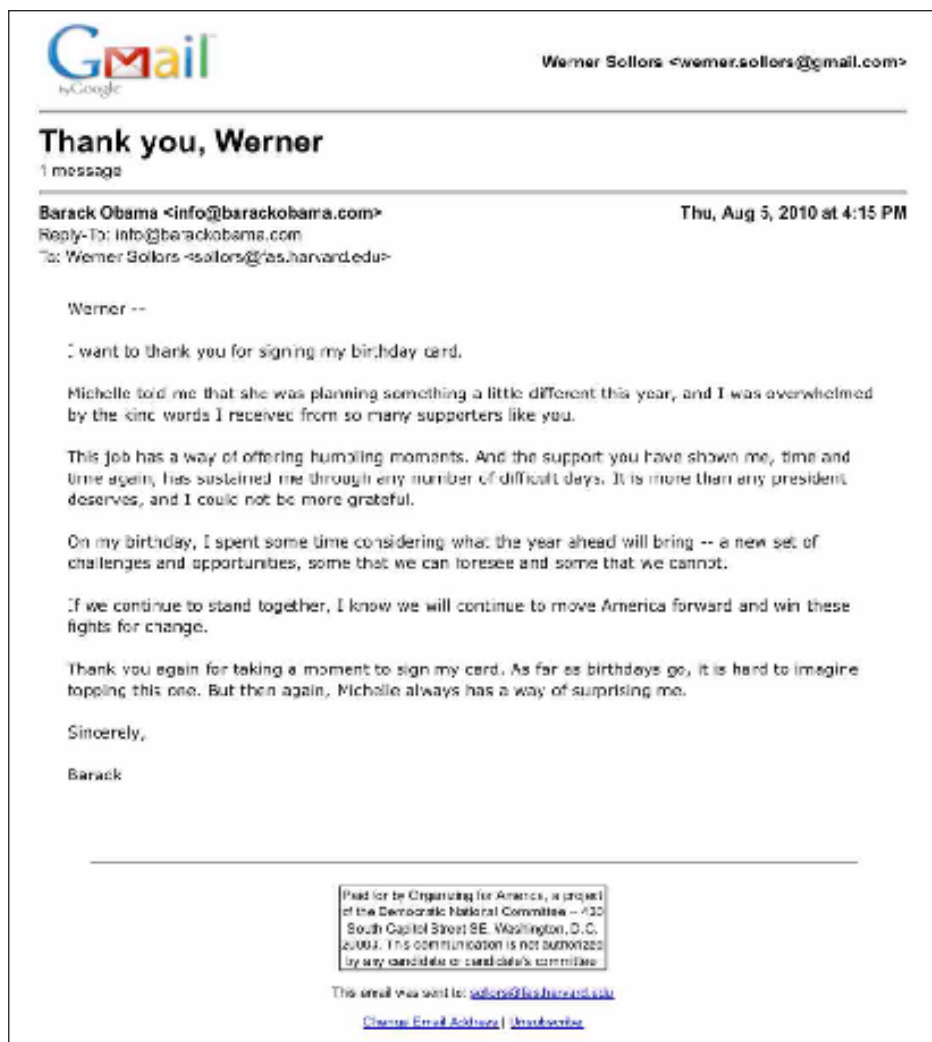 Gmail
by Google
Werner Sollors <werner.sollors@gmail.com>
Thank you, Werner
1 message
Barack Obama <info@barackobama.com>
Thu, Aug 5, 2010 at 4:15 PM
Reply-To: info@barackobama.com
To: Werner Sollors <sollors@fas.harvard.edu>
Werner --
I want to thank you for signing my birthday card.
Michelle told me that she was planning something a little different this year, and I was overwhelmed
by the kind words I received from so many supporters like you.
This job has a way of offering humbling moments. And the support you have shown me, time and
time again, has sustained me through any number of difficult days. It is more than any president
deserves, and I could not be more grateful.
On my birthday, I spent some time considering what the year ahead will bring -- a new set of
challenges and opportunities, some that we can foresee and some that we cannot.
If we continue to stand together, I know we will continue to move America forward and win these
fights for change.
Thank you again for taking a moment to sign my card. As far as birthdays go, it is hard to imagine
topping this one. But then again, Michelle always has a way of surprising me.
Sincerely,
Barack
Paid for by Organizing for America, a project
of the Democratic National Committee -- 430
South Capitol Street SE, Washington, D.C.
20003. This communication is not authorized
by any candidate or candidate's committee
This email was sent to: sollors@fas.harvard.edu
Change Email Address | Unsubscribe